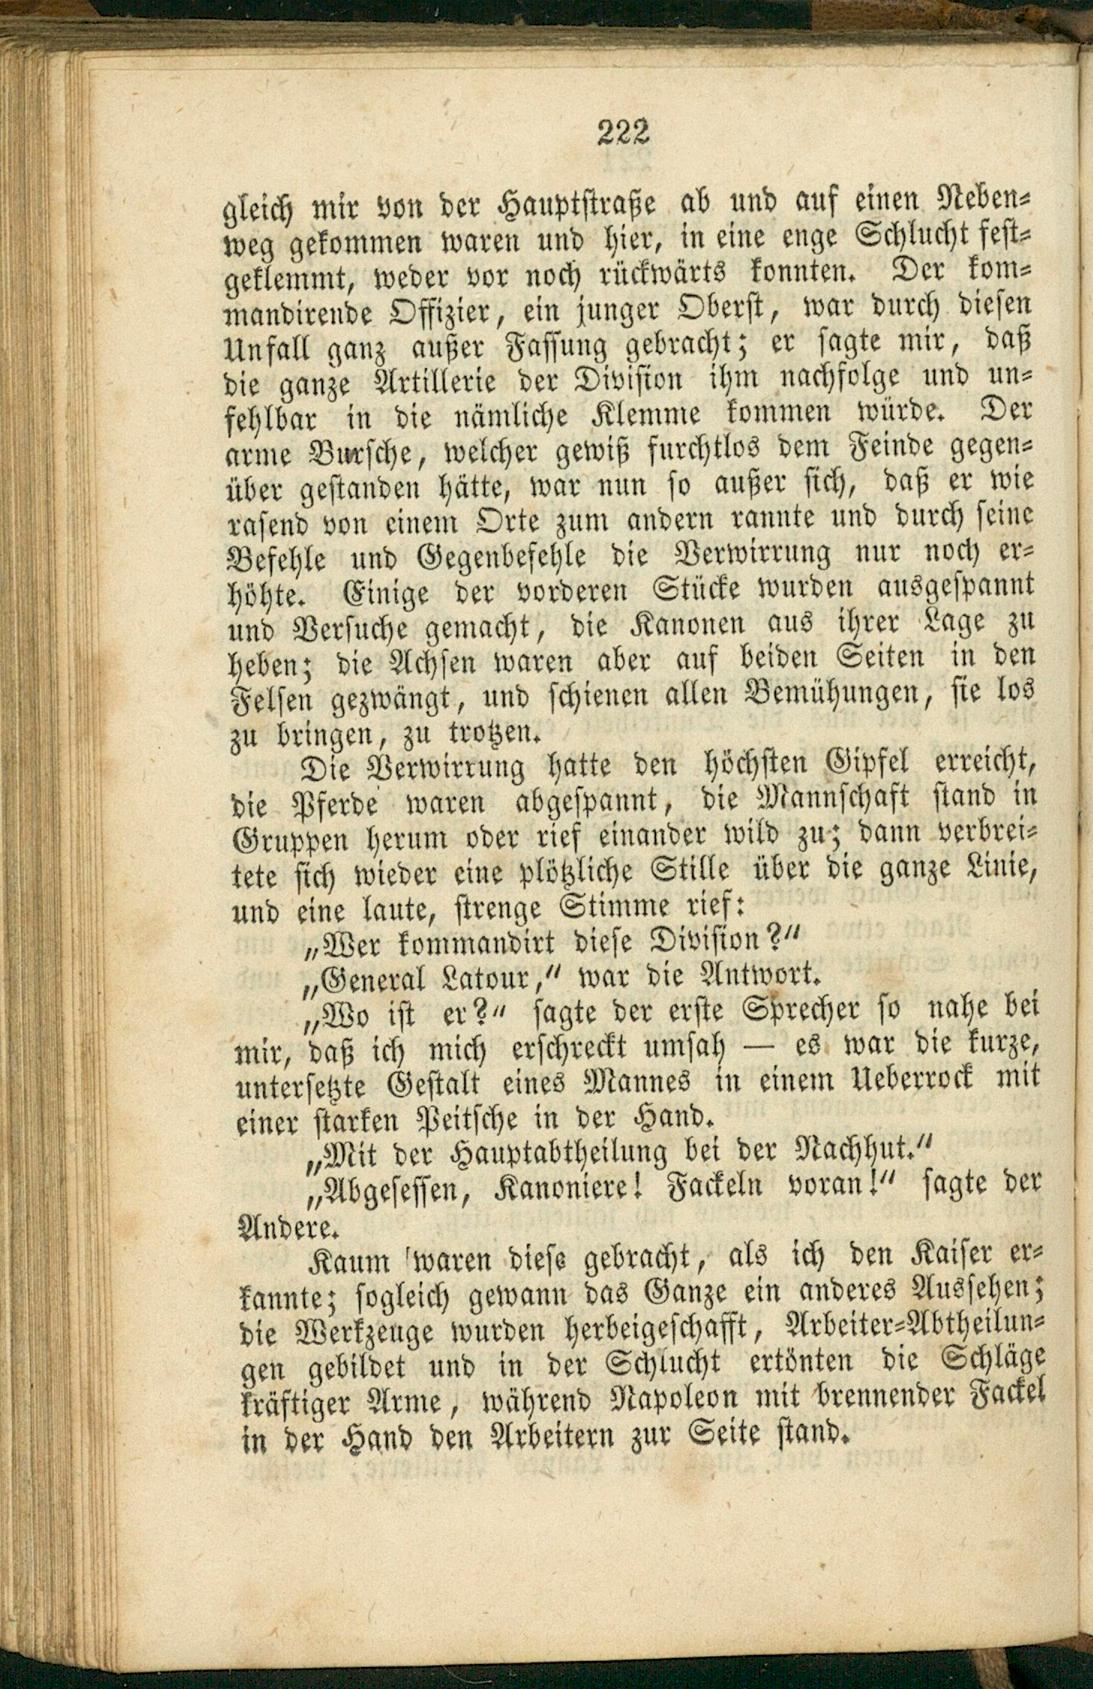 222
gleich mir von der Hauptstraße ab und auf einen Neben-
weg gekommen waren und hier, in eine enge Schlucht fest-
geklemmt, weder vor noch rückwärts konnten. Der kom-
mandirende Offizier, ein junger Oberst, war durch diesen
Unfall ganz außer Fassung gebracht; er sagte mir, daß
die ganze Artillerie der Division ihm nachfolge und un-
fehlbar in die nämliche Klemme kommen würde. Der
arme Bursche, welcher gewiß furchtlos dem Feinde gegen-
über gestanden hätte, war nun so außer sich, daß er wie
rasend von einem Orte zum andern rannte und durch seine
Befehle und Gegenbefehle die Verwirrung nur noch er-
höhte. Einige der vorderen Stücke wurden ausgespannt
und Versuche gemacht, die Kanonen aus ihrer Lage zu
heben; die Achsen waren aber auf beiden Seiten in den
Felsen gezwängt, und schienen allen Bemühungen, sie los
zu bringen, zu trotzen.
Die Verwirrung hatte den höchsten Gipfel erreicht,
die Pferde waren abgespannt, die Mannschaft stand in
Gruppen herum oder rief einander wild zu; dann verbrei-
tete sich wieder eine plötzliche Stille über die ganze Linie,
und eine laute, strenge Stimme rief:
„Wer kommandirt diese Division?“
„General Latour,“ war die Antwort.
„Wo ist er?“ sagte der erste Sprecher so nahe bei
mir, daß ich mich erschreckt umsah — es war die kurze,
untersetzte Gestalt eines Mannes in einem Ueberrock mit
einer starken Peitsche in der Hand.
„Mit der Hauptabtheilung bei der Nachhut.“
„Abgesessen, Kanoniere! Fackeln voran!“ sagte der
Andere.
Kaum waren diese gebracht, als ich den Kaiser er-
kannte; sogleich gewann das Ganze ein anderes Aussehen;
die Werkzeuge wurden herbeigeschafft, Arbeiter-Abtheilun-
gen gebildet und in der Schlucht ertönten die Schläge
kräftiger Arme, während Napoleon mit brennender Fackel
in der Hand den Arbeitern zur Seite stand.